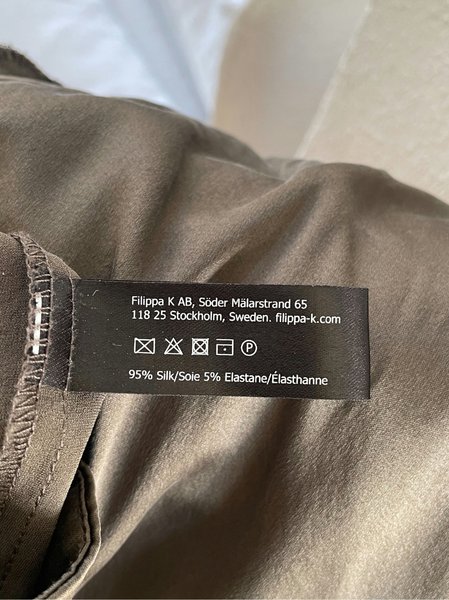 Filippa K AB, Söder Mälarstrand 65
118 25 Stockholm, Sweden. filippa-k.com
P
95% Silk/Soie 5% Elastane/Élasthanne